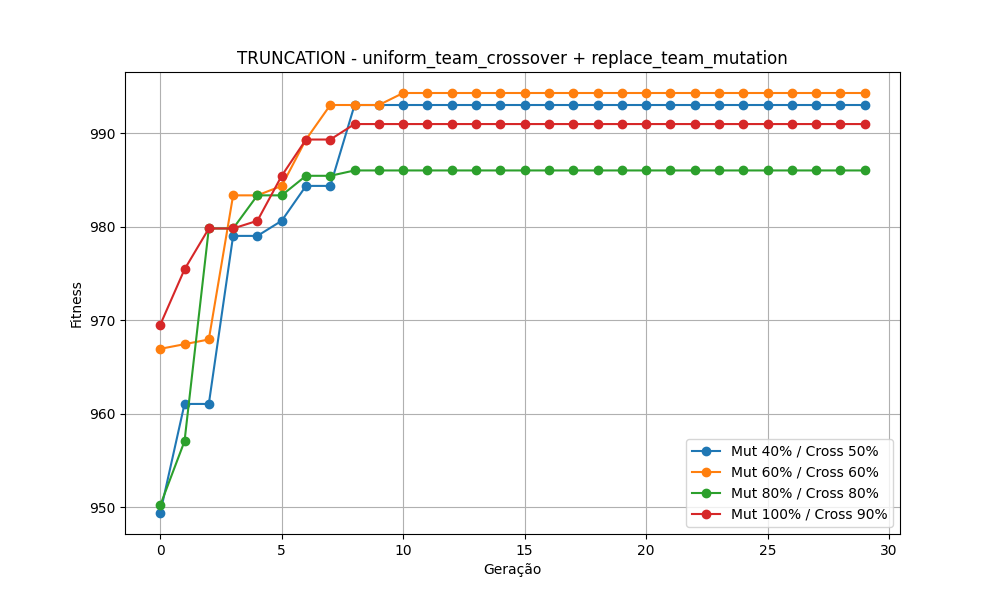 TRUNCATION - uniform_team_crossover + replace_team_mutation
Fitness
990
980
970
960
950
0 5 10 15 20 25 30
Geração
Mut 40% / Cross 50%
Mut 60% / Cross 60%
Mut 80% / Cross 80%
Mut 100% / Cross 90%